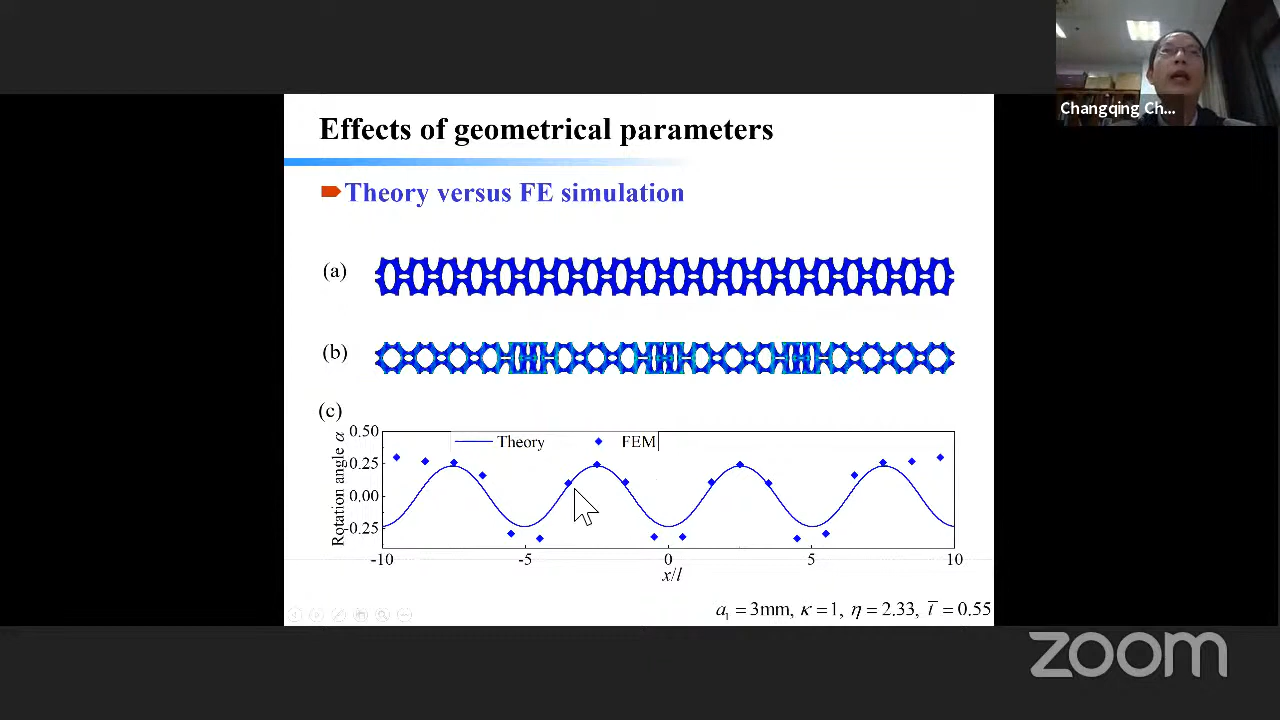 Changqing Ch...
Effects of geometrical parameters
Theory versus FE simulation
(a)
(b)
(c)
Rotation angle α
0.50
0.25
0.00
-0.25
Theory
FEM
-10
-5
0
5
10
x/l
a₁ = 3mm, κ = 1, η = 2.33, l̅ = 0.55
zoom